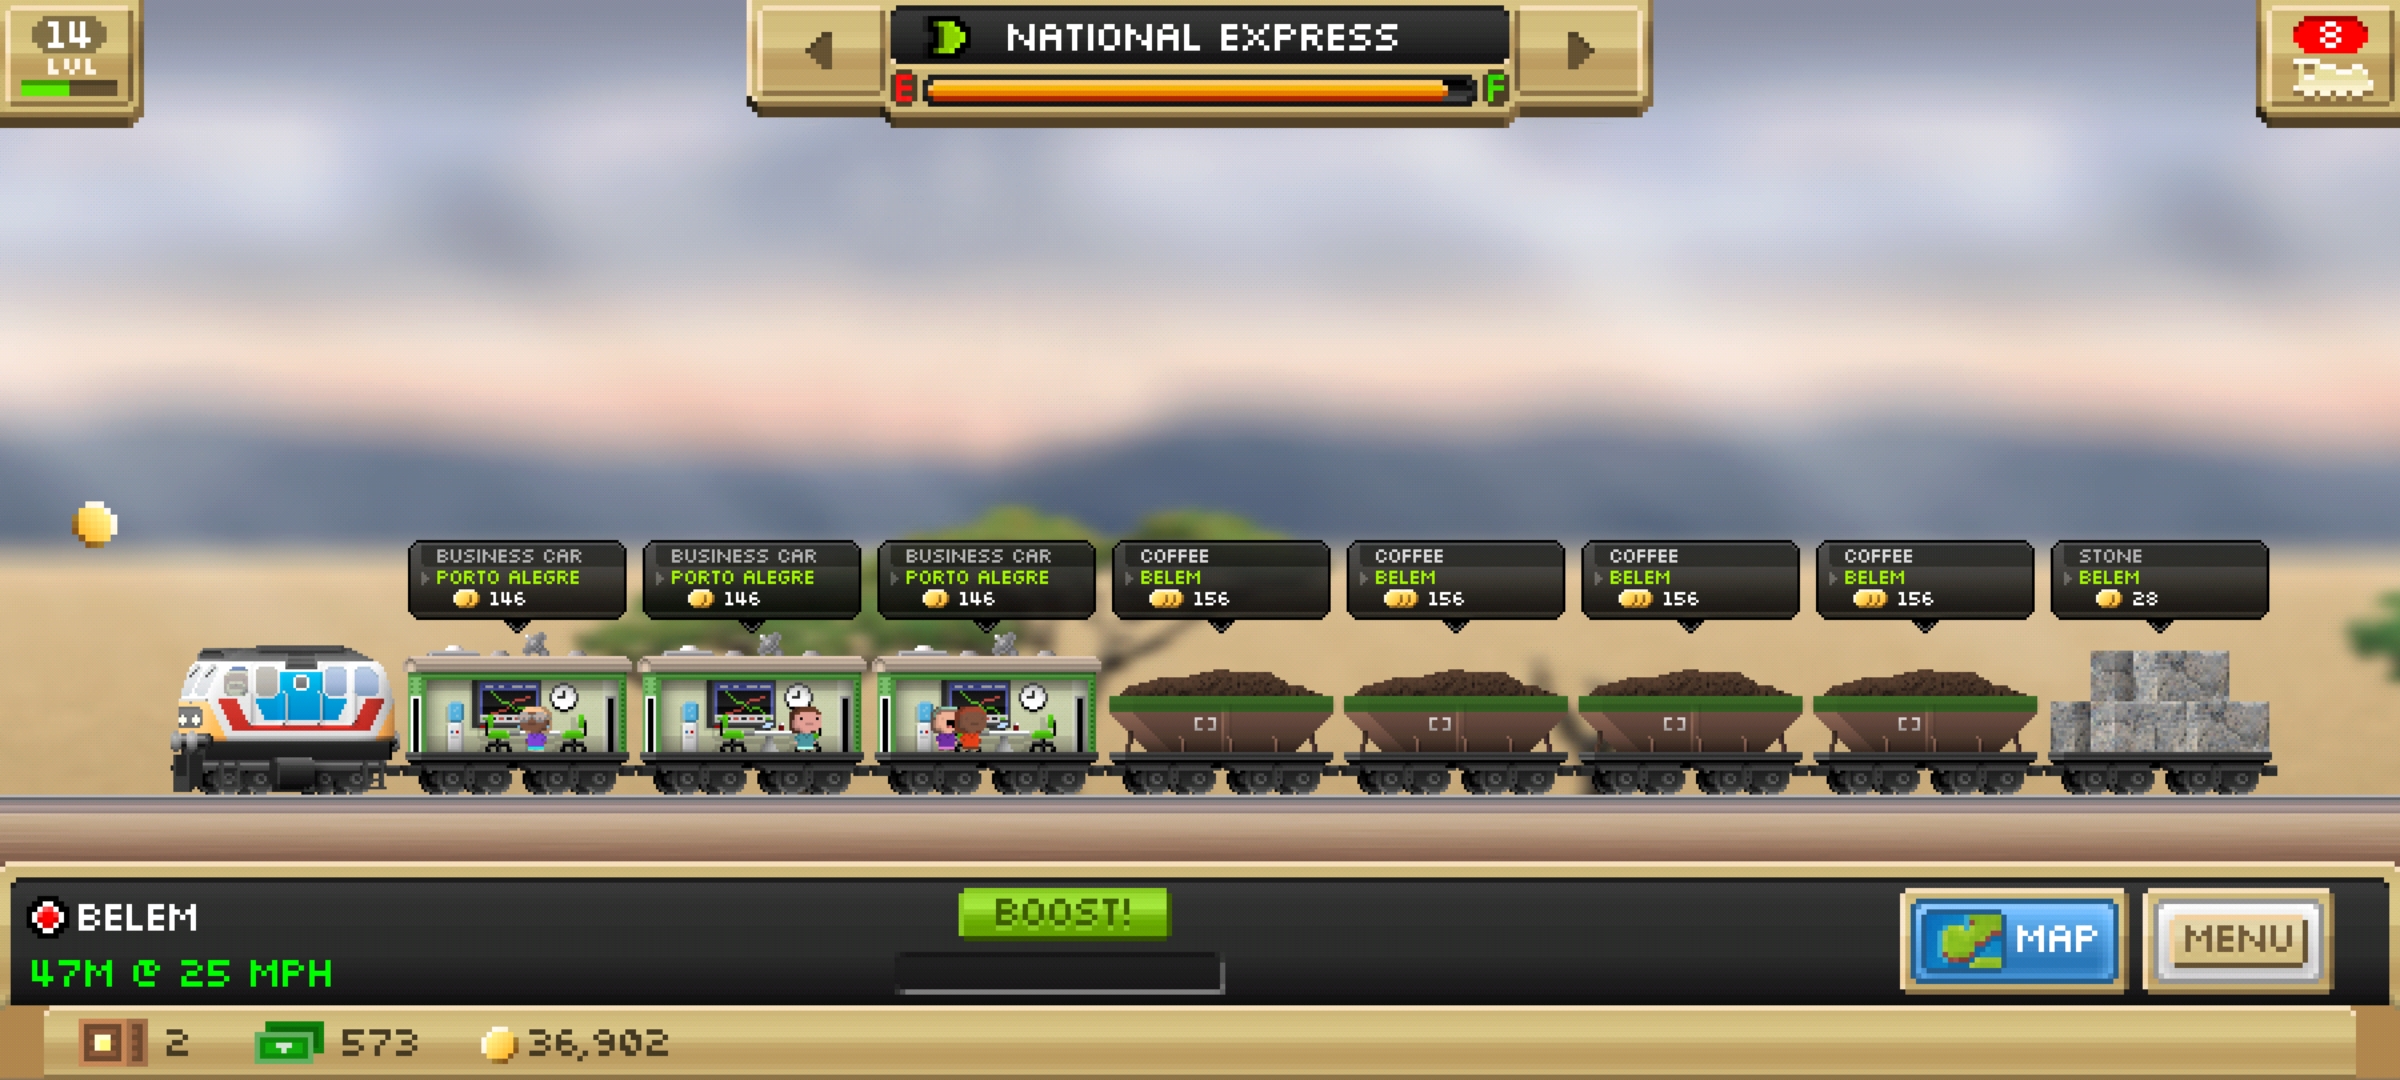 14
LVL
NATIONAL EXPRESS
E F
8
BUSINESS CAR
PORTO ALEGRE
146
BUSINESS CAR
PORTO ALEGRE
146
BUSINESS CAR
PORTO ALEGRE
146
COFFEE
BELEM
156
COFFEE
BELEM
156
COFFEE
BELEM
156
COFFEE
BELEM
156
STONE
BELEM
28
BELEM
47M @ 25 MPH
BOOST!
MAP
MENU
2 573 36,902